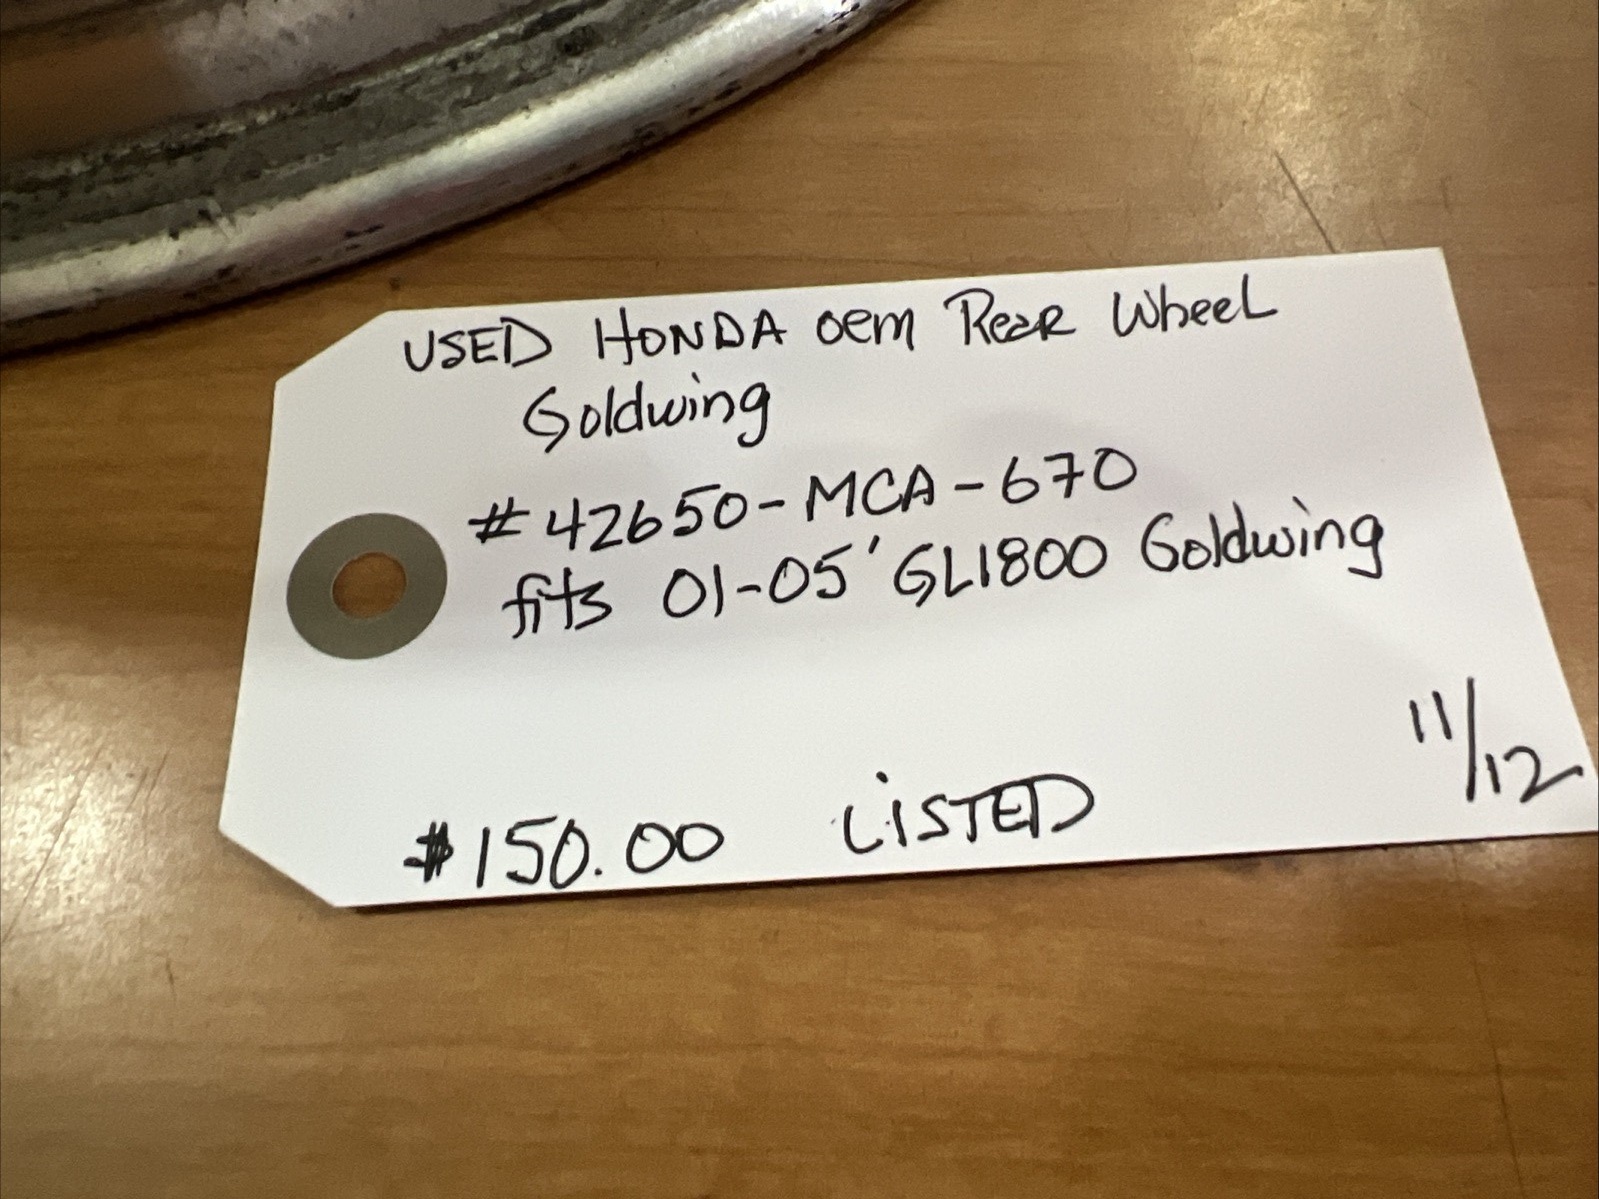 USED HONDA OEM Rear Wheel
Goldwing
#42650-MCA-670
fits 01-05' GL1800 Goldwing
11/12
$150.00 LiSTED